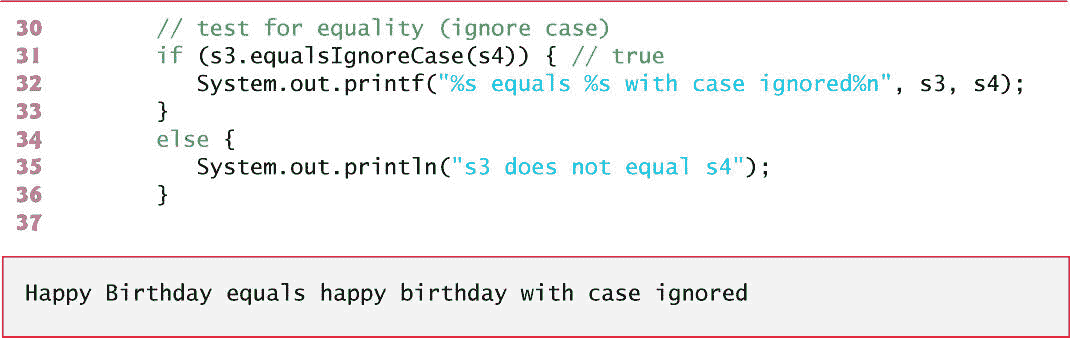 30 // test for equality (ignore case)
31 if (s3.equalsIgnoreCase(s4)) { // true
32 System.out.printf("%s equals %s with case ignored%n", s3, s4);
33 }
34 else {
35 System.out.println("s3 does not equal s4");
36 }
37
Happy Birthday equals happy birthday with case ignored